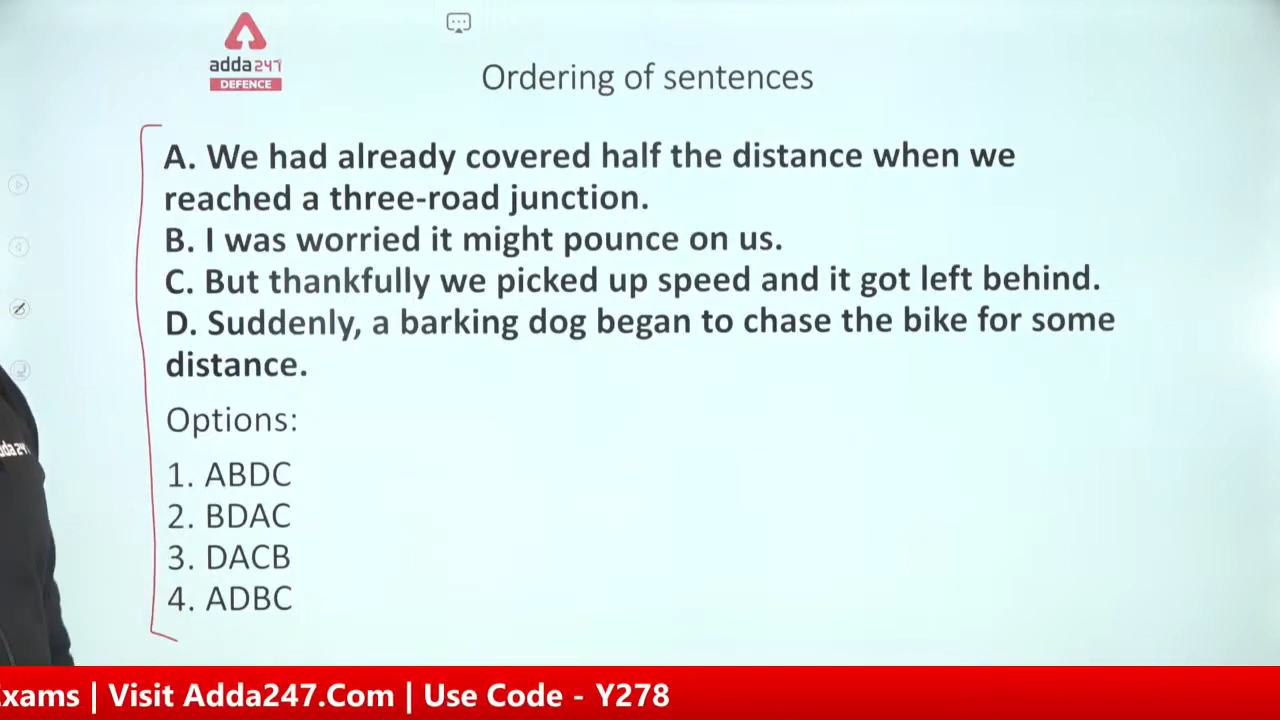 adda247
DEFENCE
Ordering of sentences
A. We had already covered half the distance when we
reached a three-road junction.
B. I was worried it might pounce on us.
C. But thankfully we picked up speed and it got left behind.
D. Suddenly, a barking dog began to chase the bike for some
distance.
Options:
1. ABDC
2. BDAC
3. DACB
4. ADBC
dda247
xams | Visit Adda247.Com | Use Code - Y278